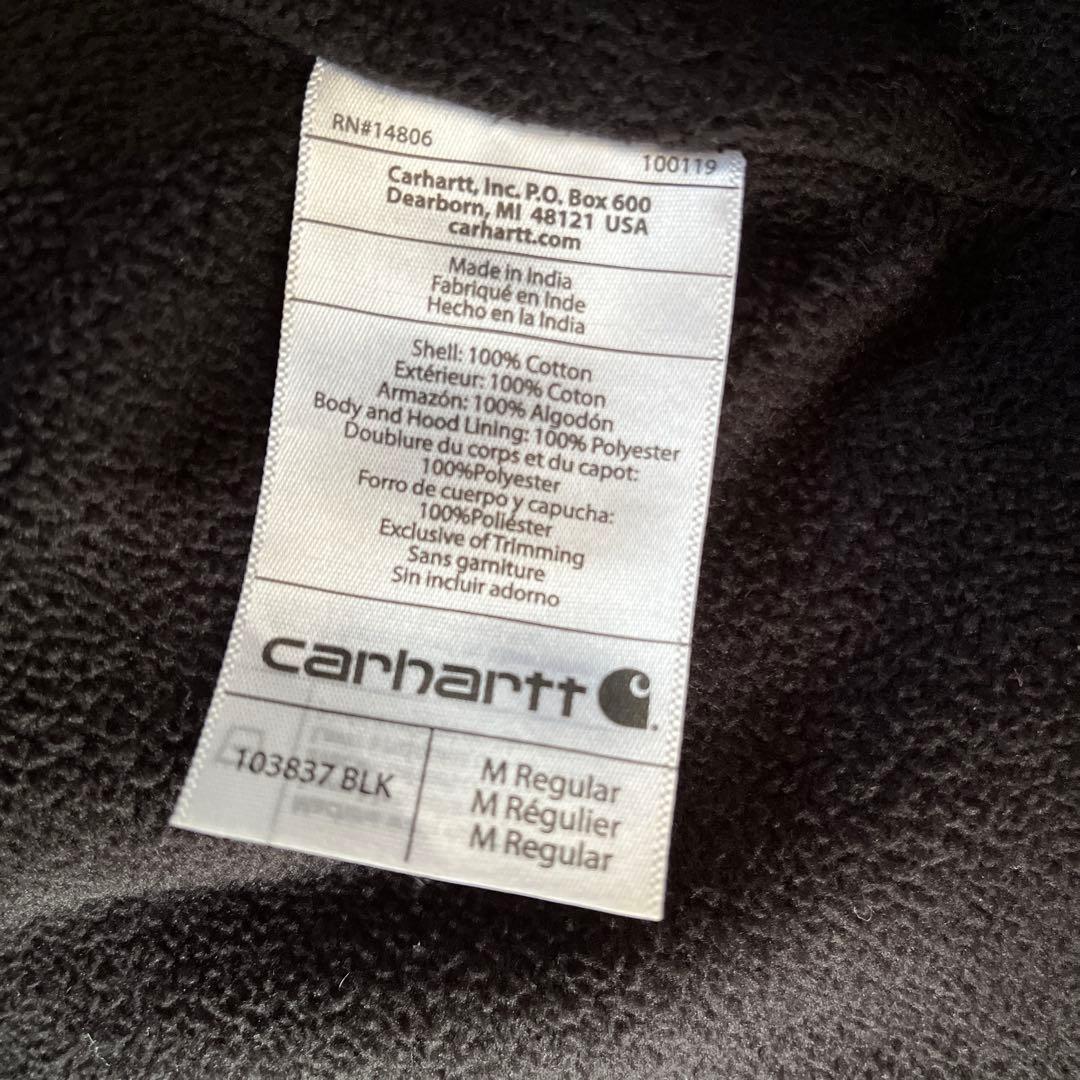 RN#14806
100119
Carhartt, Inc. P.O. Box 600
Dearborn, MI 48121 USA
carhartt.com
Made in India
Fabriqué en Inde
Hecho en la India
Shell: 100% Cotton
Extérieur: 100% Coton
Armazón: 100% Algodón
Body and Hood Lining: 100% Polyester
Doublure du corps et du capot:
100%Polyester
Forro de cuerpo y capucha:
100%Poliéster
Exclusive of Trimming
Sans garniture
Sin incluir adorno
carhartt
103837 BLK
M Regular
M Régulier
M Regular